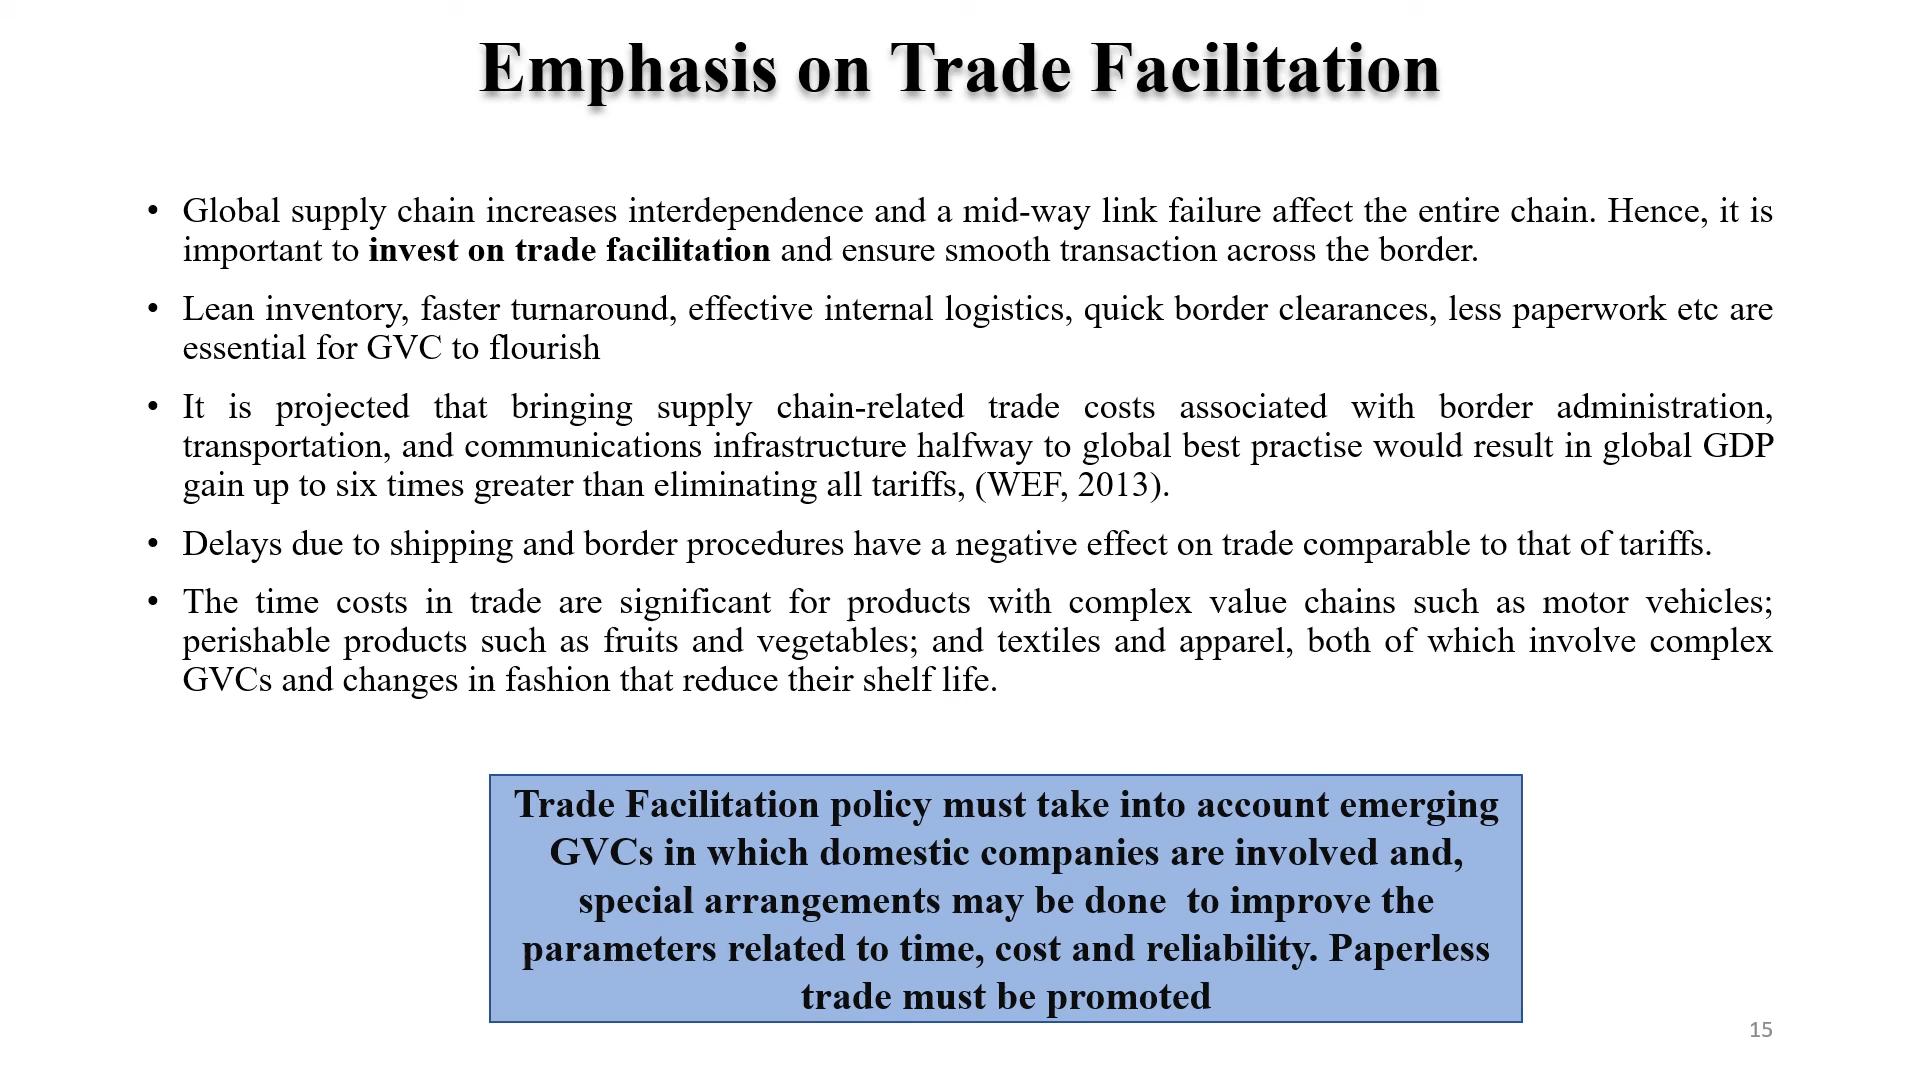 Emphasis on Trade Facilitation
• Global supply chain increases interdependence and a mid-way link failure affect the entire chain. Hence, it is
important to invest on trade facilitation and ensure smooth transaction across the border.
• Lean inventory, faster turnaround, effective internal logistics, quick border clearances, less paperwork etc are
essential for GVC to flourish
• It is projected that bringing supply chain-related trade costs associated with border administration,
transportation, and communications infrastructure halfway to global best practise would result in global GDP
gain up to six times greater than eliminating all tariffs, (WEF, 2013).
• Delays due to shipping and border procedures have a negative effect on trade comparable to that of tariffs.
• The time costs in trade are significant for products with complex value chains such as motor vehicles;
perishable products such as fruits and vegetables; and textiles and apparel, both of which involve complex
GVCs and changes in fashion that reduce their shelf life.
Trade Facilitation policy must take into account emerging
GVCs in which domestic companies are involved and,
special arrangements may be done  to improve the
parameters related to time, cost and reliability. Paperless
trade must be promoted
15